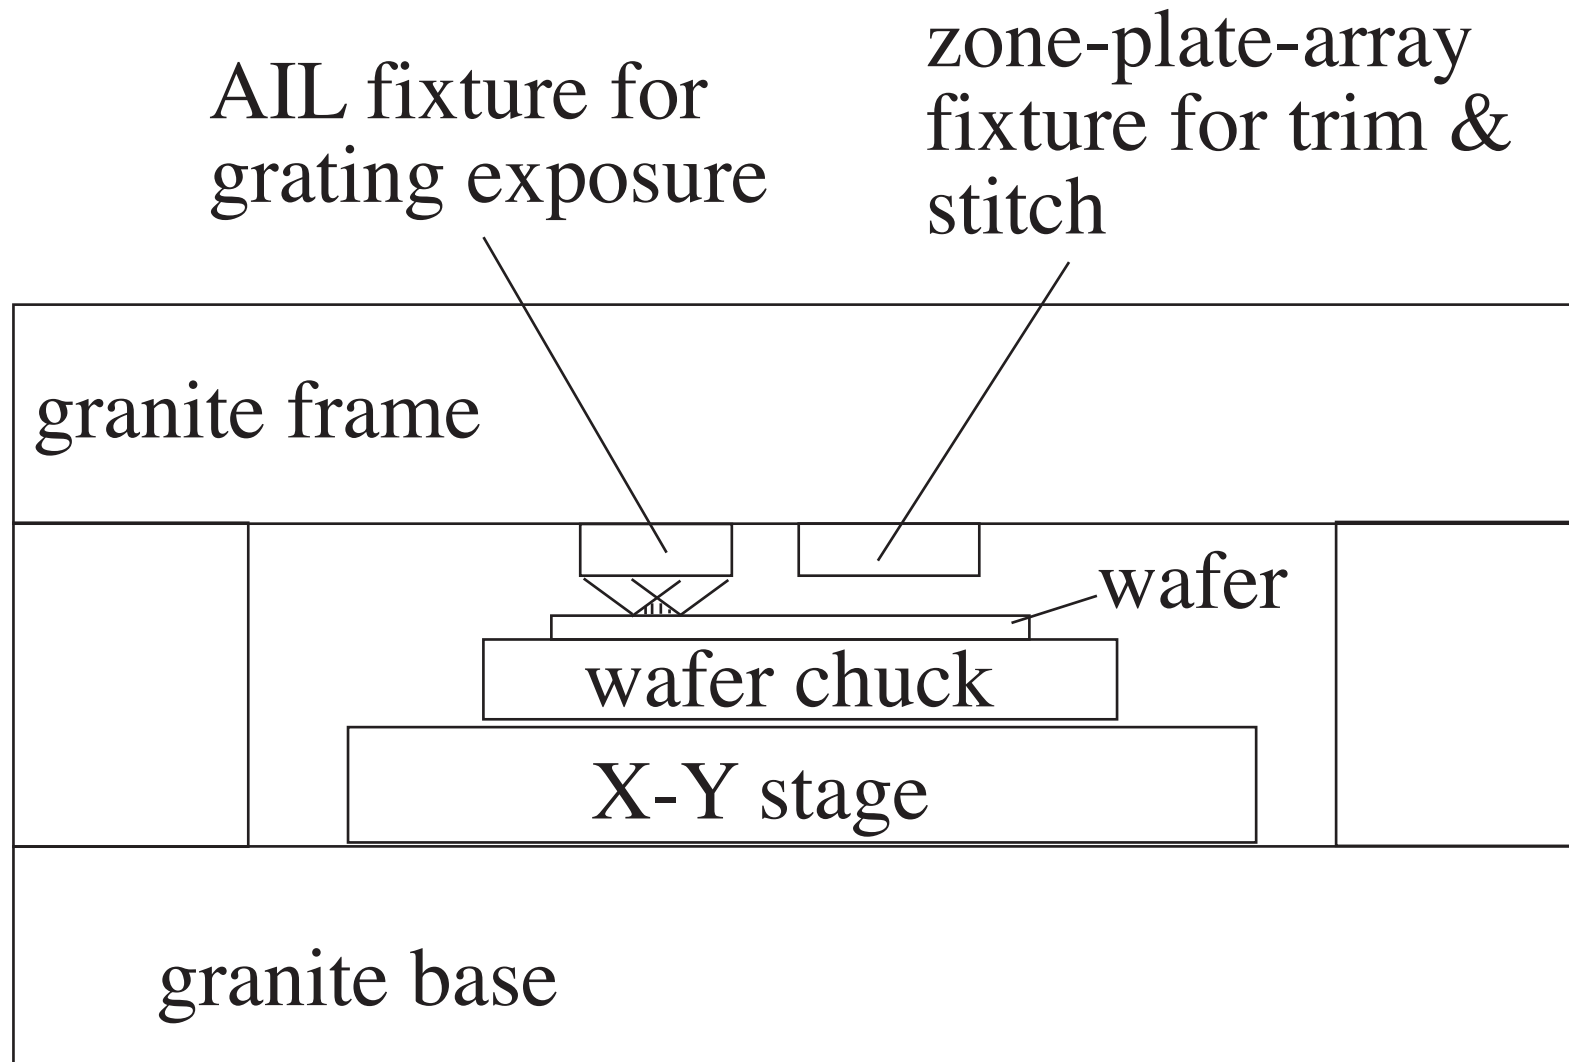 AIL fixture for
grating exposure
zone-plate-array
fixture for trim &
stitch
granite frame
wafer
wafer chuck
X-Y stage
granite base